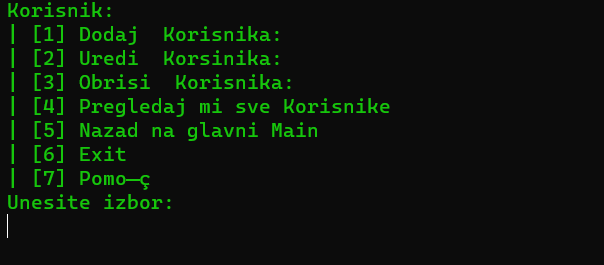 Korisnik:
| [1] Dodaj  Korisnika:
| [2] Uredi  Korsinika:
| [3] Obrisi  Korisnika:
| [4] Pregledaj mi sve Korisnike
| [5] Nazad na glavni Main
| [6] Exit
| [7] Pomo─ç
Unesite izbor: